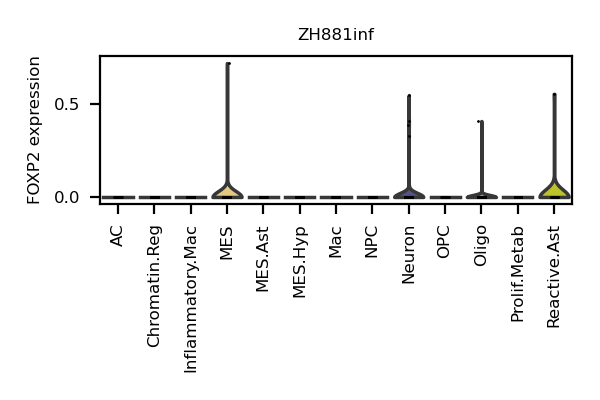 ZH881inf
FOXP2 expression
0.5
0.0
AC
Chromatin.Reg
Inflammatory.Mac
MES
MES.Ast
MES.Hyp
Mac
NPC
Neuron
OPC
Oligo
Prolif.Metab
Reactive.Ast